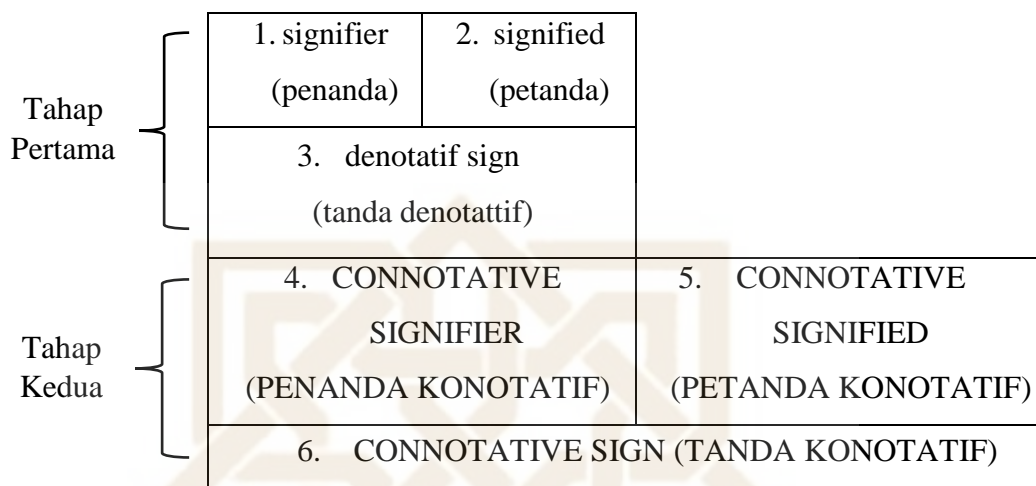 1. signifier
(penanda)
2. signified
(petanda)
Tahap
Pertama
3. denotatif sign
(tanda denotattif)
4. CONNOTATIVE
SIGNIFIER
(PENANDA KONOTATIF)
5. CONNOTATIVE
SIGNIFIED
(PETANDA KONOTATIF)
Tahap
Kedua
6. CONNOTATIVE SIGN (TANDA KONOTATIF)